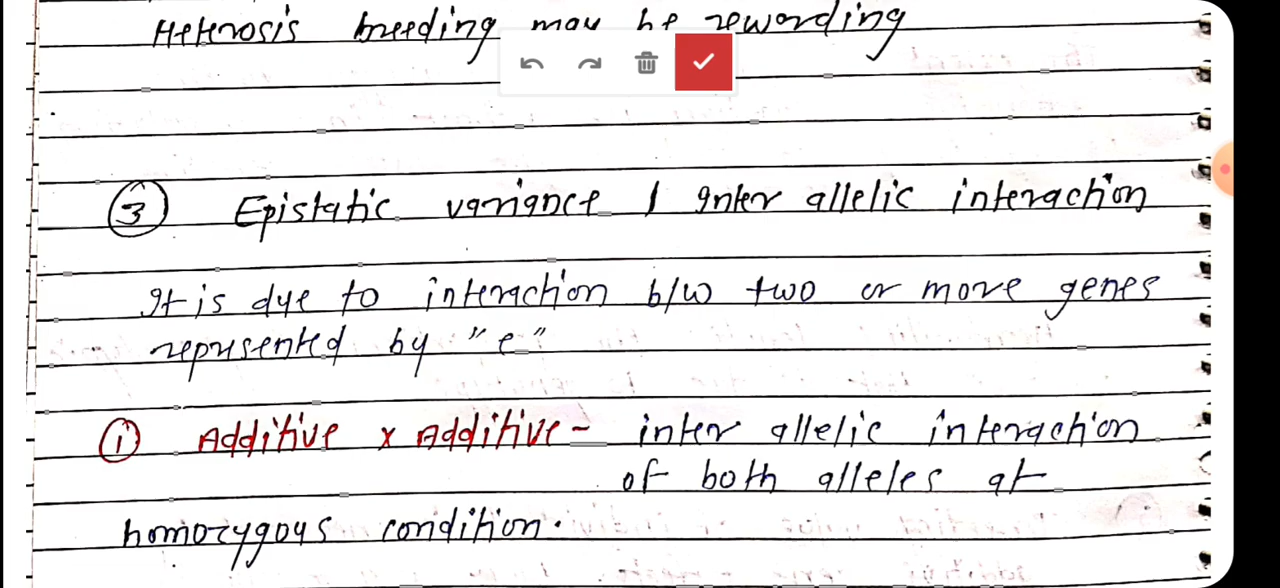 Heterosis breeding may be rewording
③ Epistatic variance / Inter allelic interaction
It is due to interaction b/w two or more genes
represented by "e"
① Additive x Additive - inter allelic interaction
of both alleles at
homozygous condition.